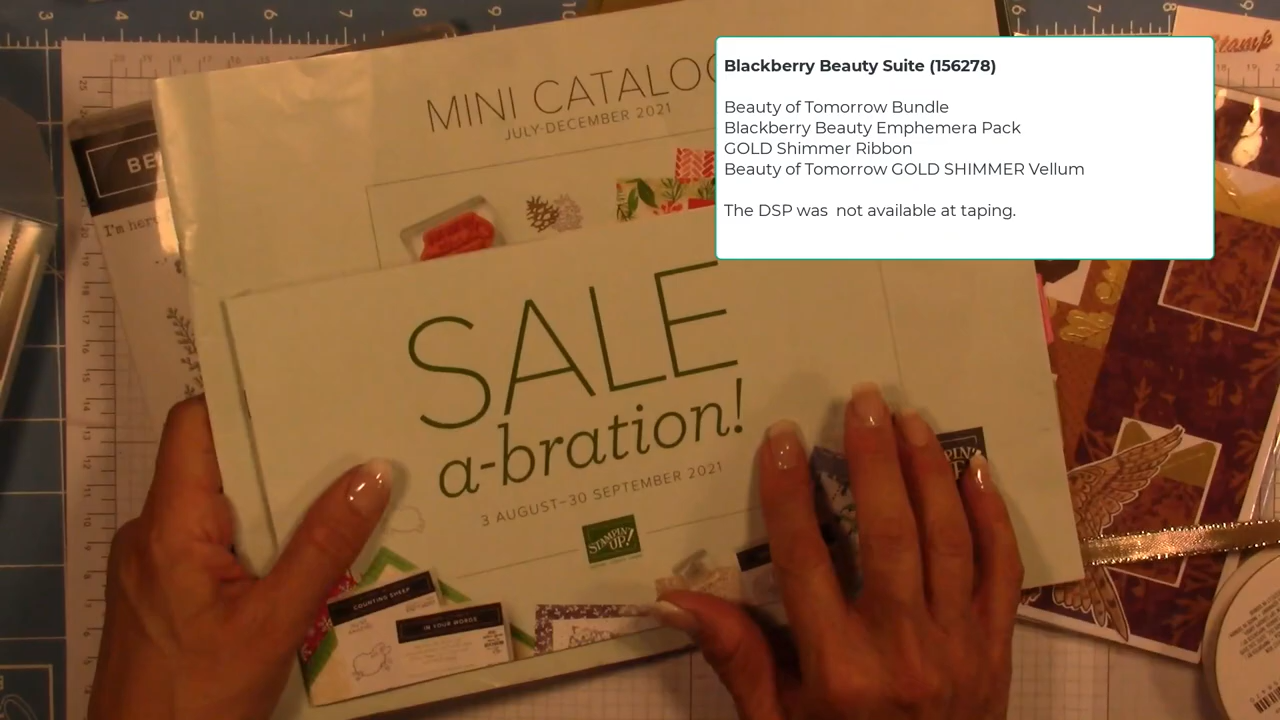 Blackberry Beauty Suite (156278)
Beauty of Tomorrow Bundle
Blackberry Beauty Emphemera Pack
GOLD Shimmer Ribbon
Beauty of Tomorrow GOLD SHIMMER Vellum
The DSP was not available at taping.
MINI CATALOG
JULY-DECEMBER 2021
SALE
a-bration!
3 AUGUST–30 SEPTEMBER 2021
STAMPIN' UP!
COUNTING SHEEP
IN YOUR WORDS
BE
I'm here
Stamp